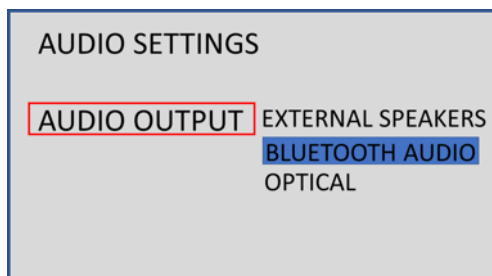 AUDIO SETTINGS
AUDIO OUTPUT EXTERNAL SPEAKERS
BLUETOOTH AUDIO
OPTICAL